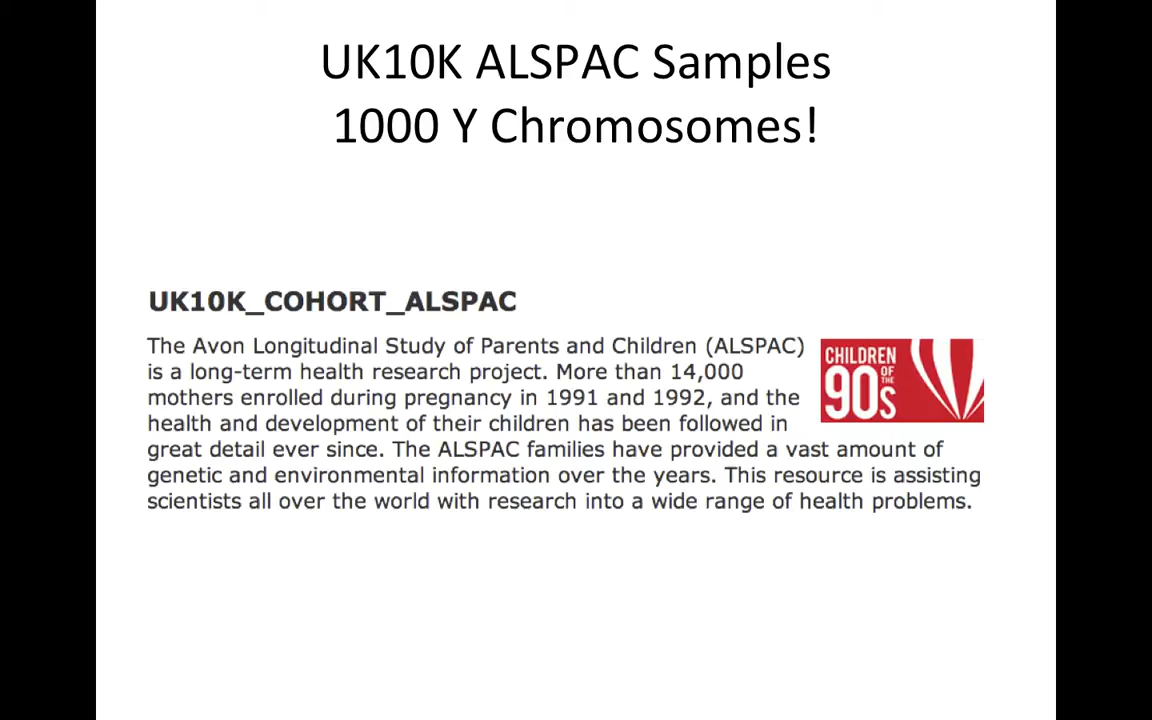 UK10K ALSPAC Samples
1000 Y Chromosomes!
UK10K_COHORT_ALSPAC
The Avon Longitudinal Study of Parents and Children (ALSPAC)
is a long-term health research project. More than 14,000
mothers enrolled during pregnancy in 1991 and 1992, and the
health and development of their children has been followed in
great detail ever since. The ALSPAC families have provided a vast amount of
genetic and environmental information over the years. This resource is assisting
scientists all over the world with research into a wide range of health problems.
CHILDREN
OF THE
90s